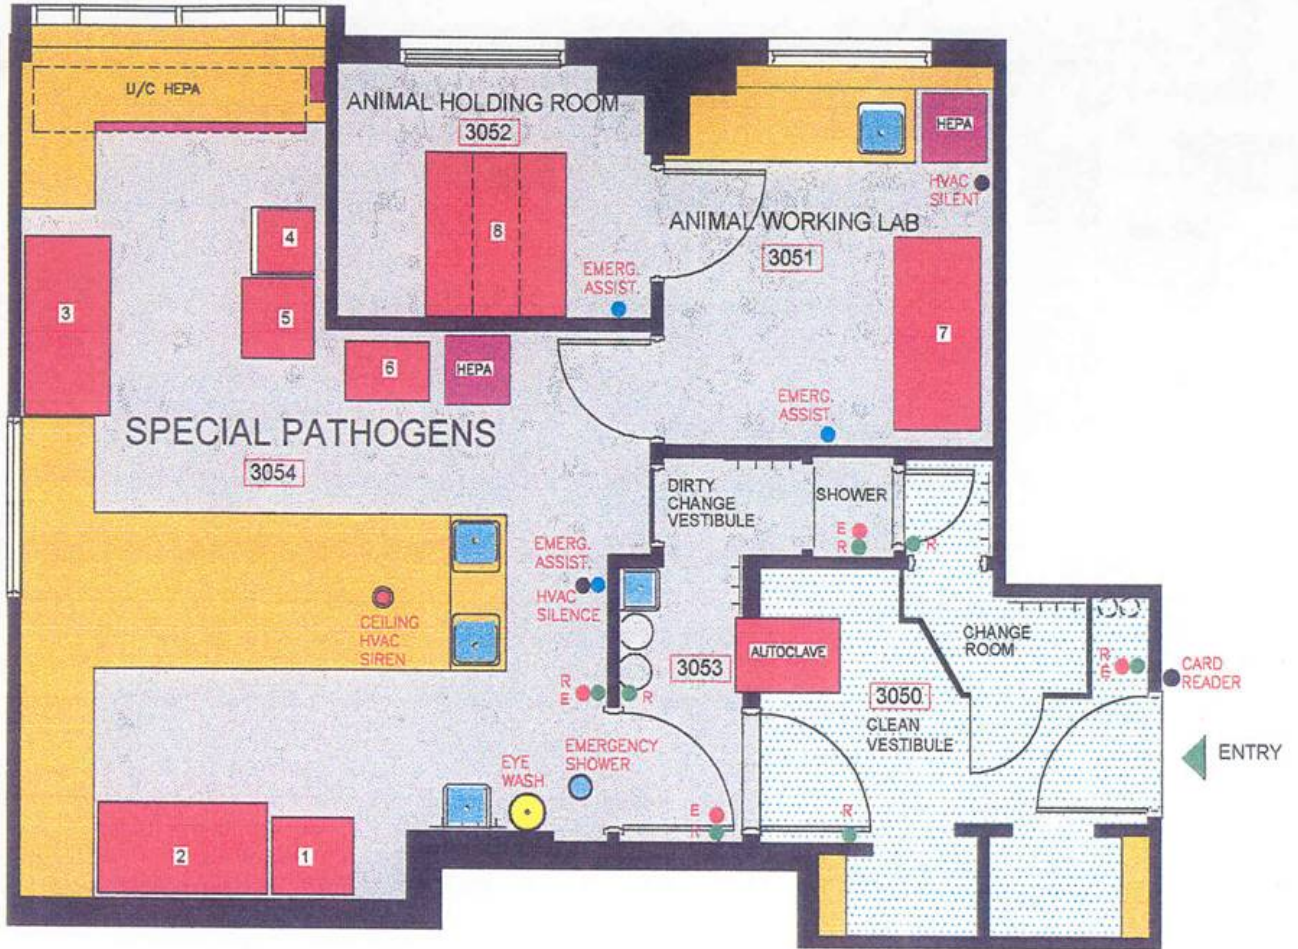 U/C HEPA
ANIMAL HOLDING ROOM
3052
HEPA
HVAC
SILENT
ANIMAL WORKING LAB
3051
4
8
EMERG.
ASSIST.
3
5
7
6
HEPA
EMERG.
ASSIST.
SPECIAL PATHOGENS
3054
DIRTY
CHANGE
VESTIBULE
SHOWER
E
R
R
EMERG.
ASSIST.
HVAC
SILENCE
CEILING
HVAC
SIREN
CHANGE
ROOM
AUTOCLAVE
3053
R
E
CARD
READER
R
E
R
3050
CLEAN
VESTIBULE
ENTRY
EMERGENCY
SHOWER
EYE
WASH
E
R
R
2
1